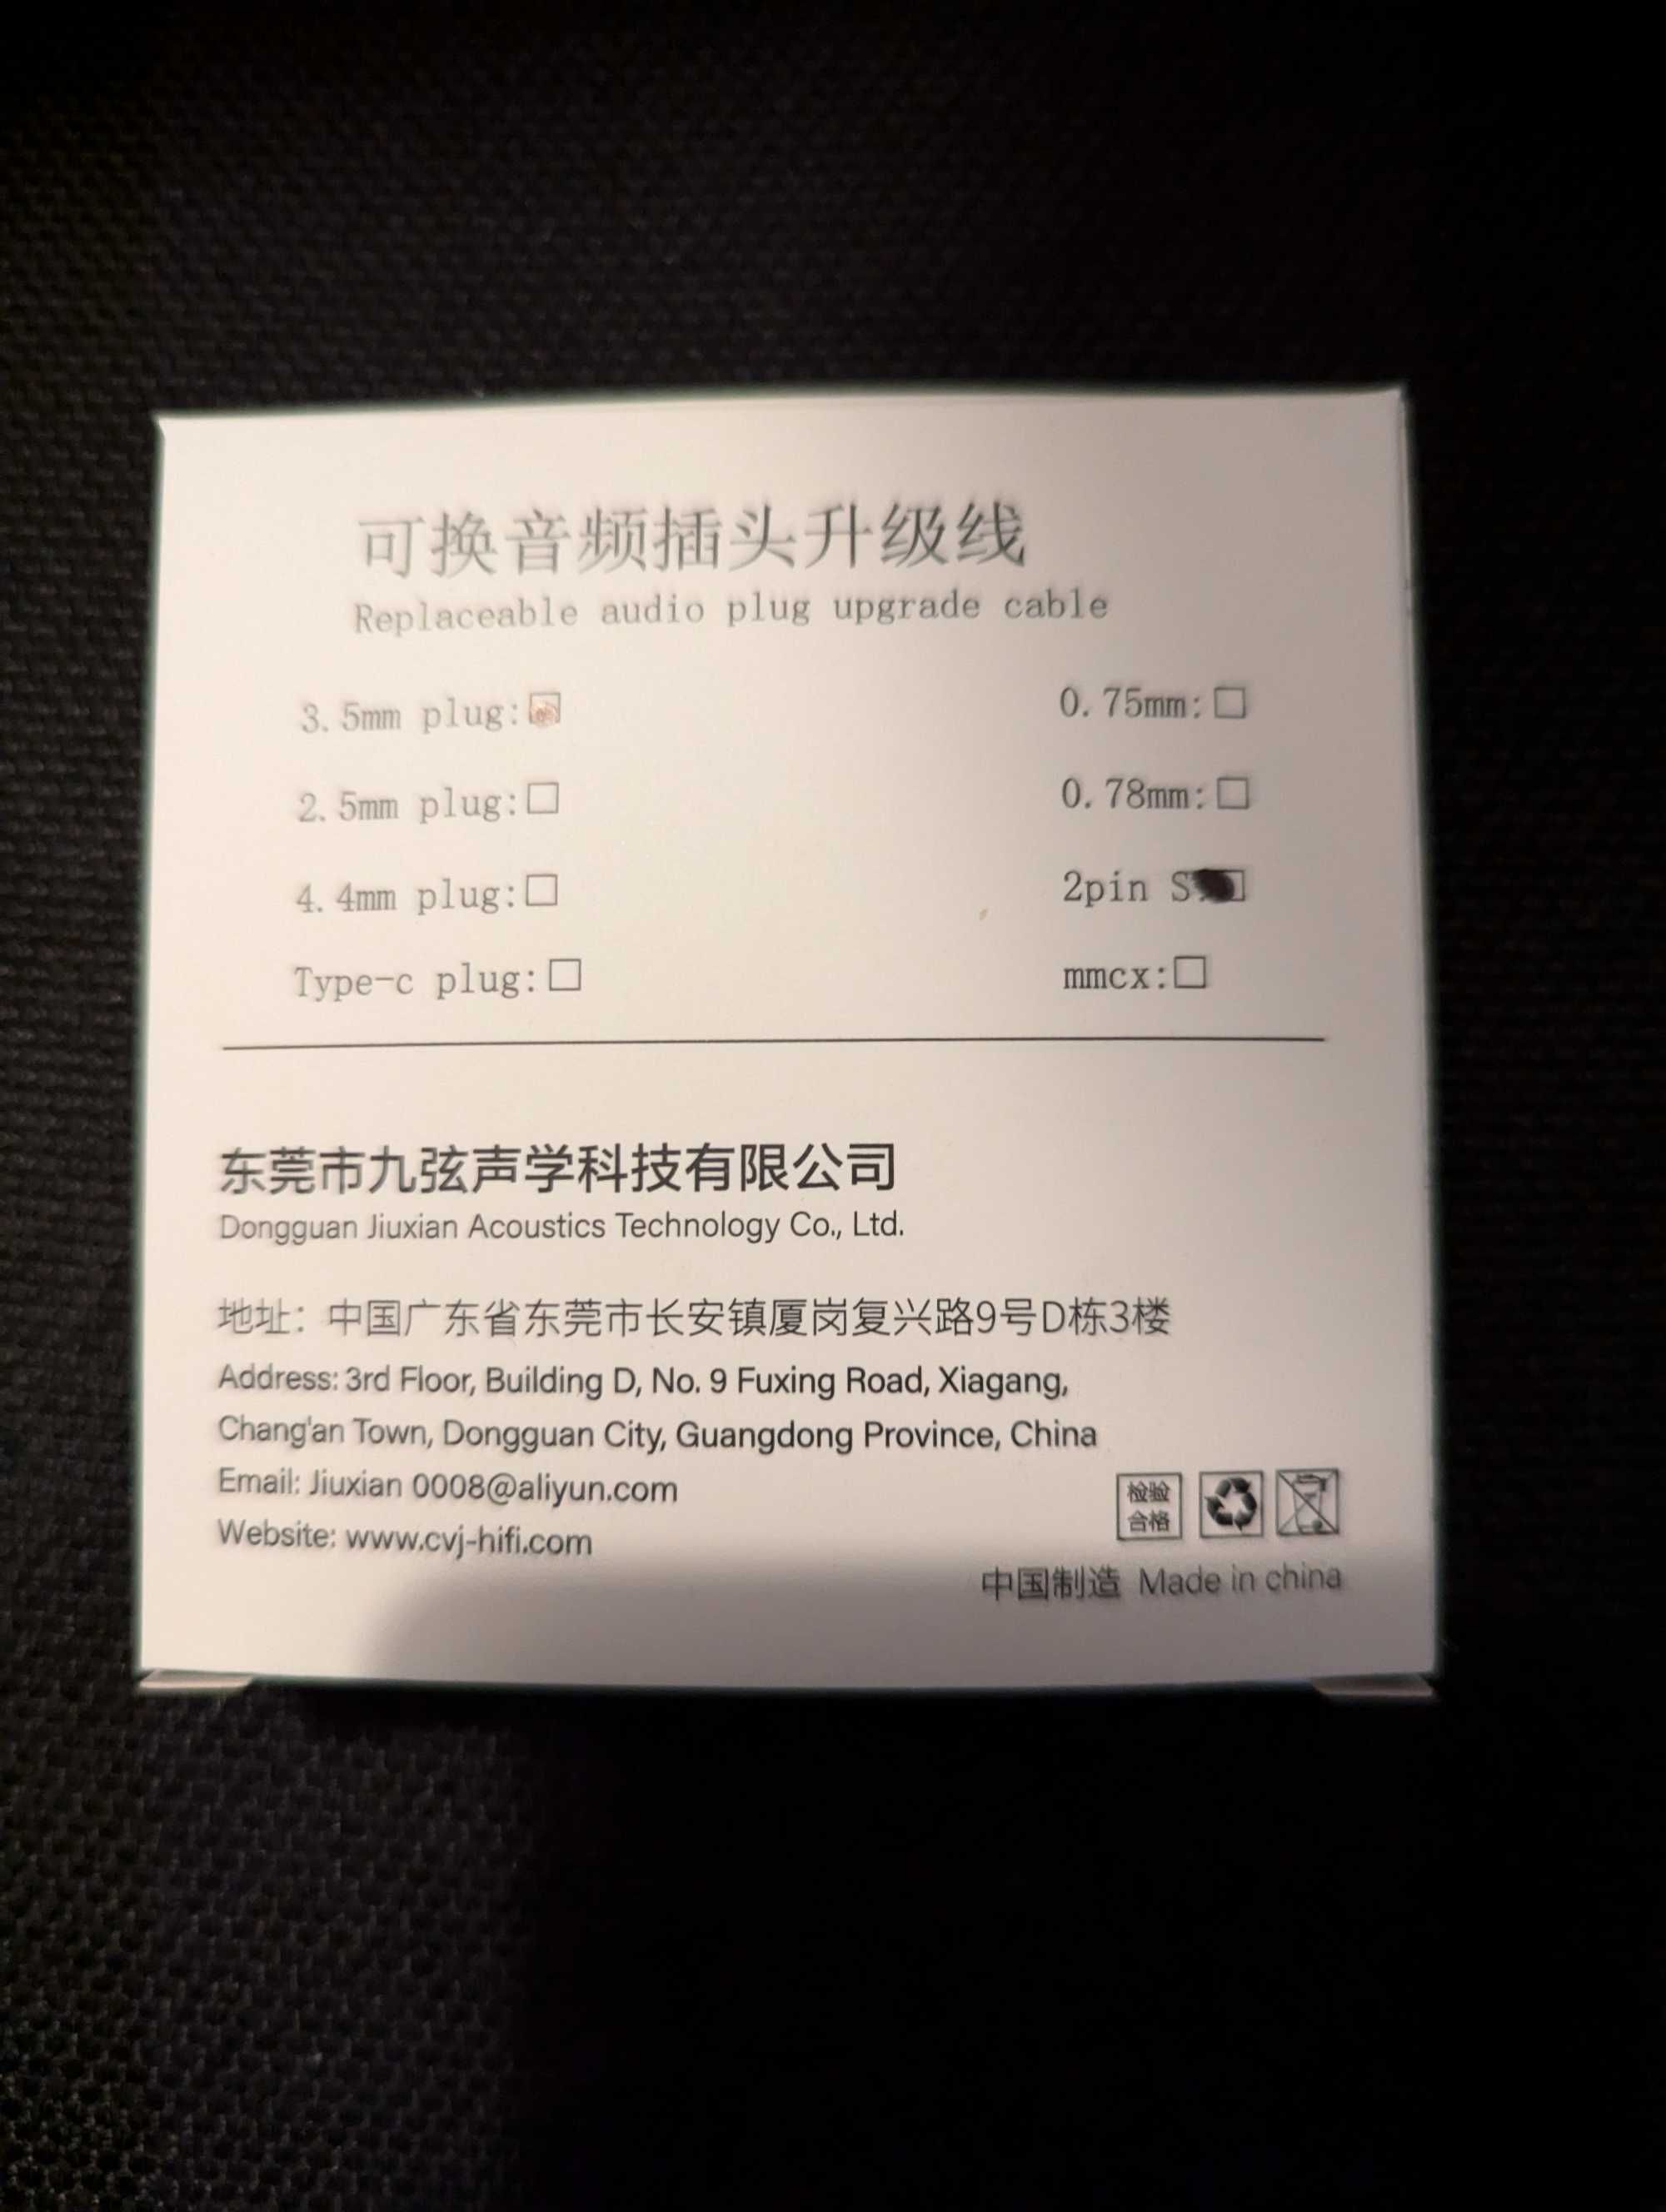 可换音频插头升级线
Replaceable audio plug upgrade cable
3.5mm plug:
0.75mm:
2.5mm plug:
0.78mm:
4.4mm plug:
2pin S
Type-c plug:
mmcx:
东莞市九弦声学科技有限公司
Dongguan Jiuxian Acoustics Technology Co., Ltd.
地址：中国广东省东莞市长安镇厦岗复兴路9号D栋3楼
Address: 3rd Floor, Building D, No. 9 Fuxing Road, Xiagang,
Chang'an Town, Dongguan City, Guangdong Province, China
Email: Jiuxian 0008@aliyun.com
Website: www.cvj-hifi.com
检验
合格
中国制造 Made in china